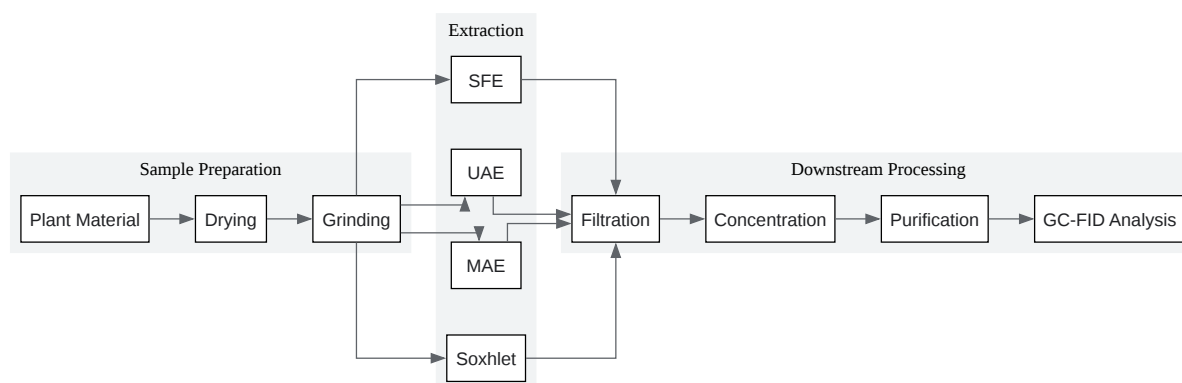 Extraction
SFE
Sample Preparation
UAE
Downstream Processing
Plant Material
Drying
Grinding
Filtration
Concentration
Purification
GC-FID Analysis
MAE
Soxhlet